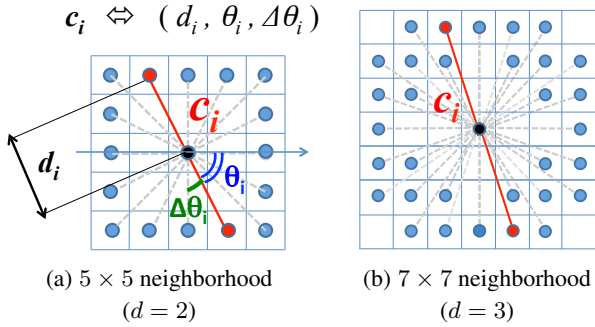 c_i ⇔ ( d_i , θ_i , Δθ_i )
c_i
d_i
θ_i
Δθ_i
c_i
(a) 5 × 5 neighborhood
(d = 2)
(b) 7 × 7 neighborhood
(d = 3)